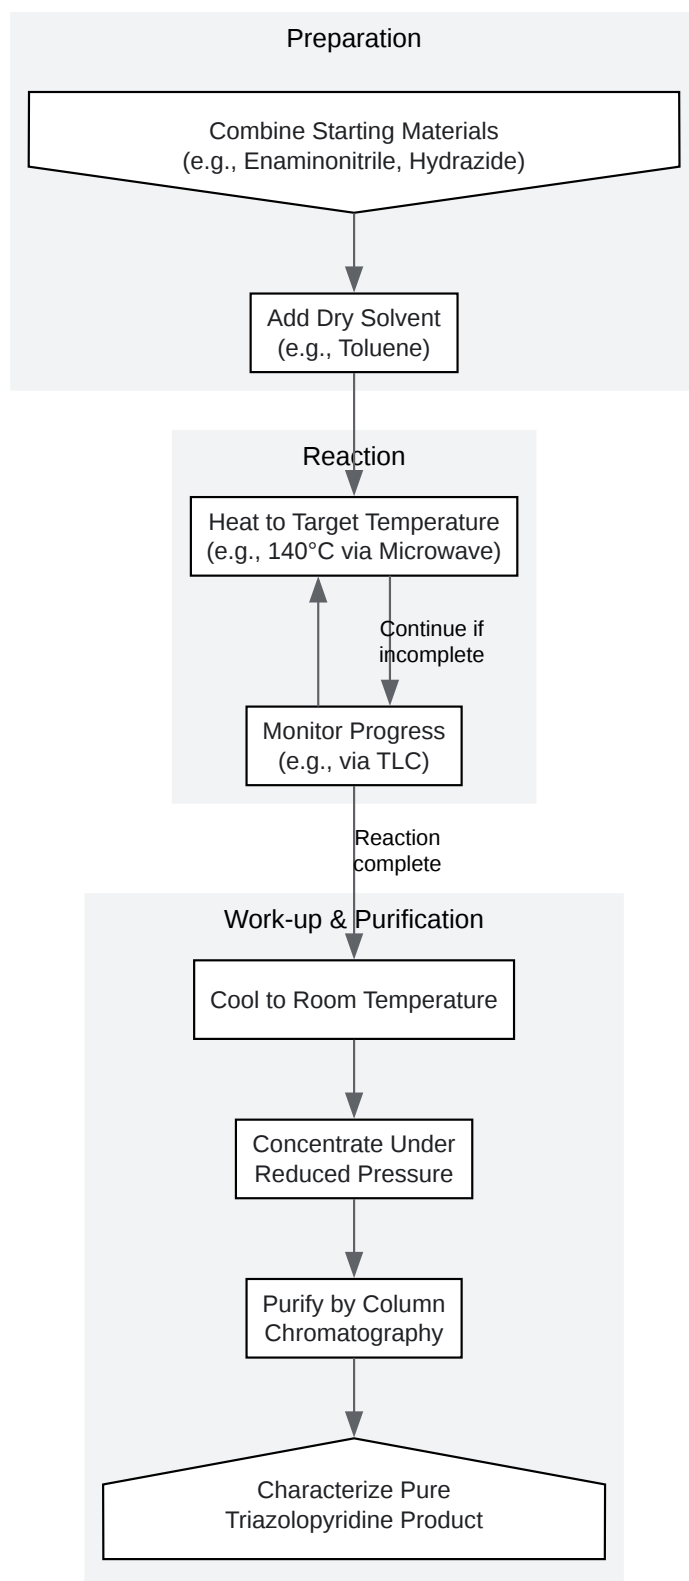 Preparation
Combine Starting Materials
(e.g., Enaminonitrile, Hydrazide)
Add Dry Solvent
(e.g., Toluene)
Reaction
Heat to Target Temperature
(e.g., 140°C via Microwave)
Continue if
incomplete
Monitor Progress
(e.g., via TLC)
Reaction
complete
Work-up & Purification
Cool to Room Temperature
Concentrate Under
Reduced Pressure
Purify by Column
Chromatography
Characterize Pure
Triazolopyridine Product